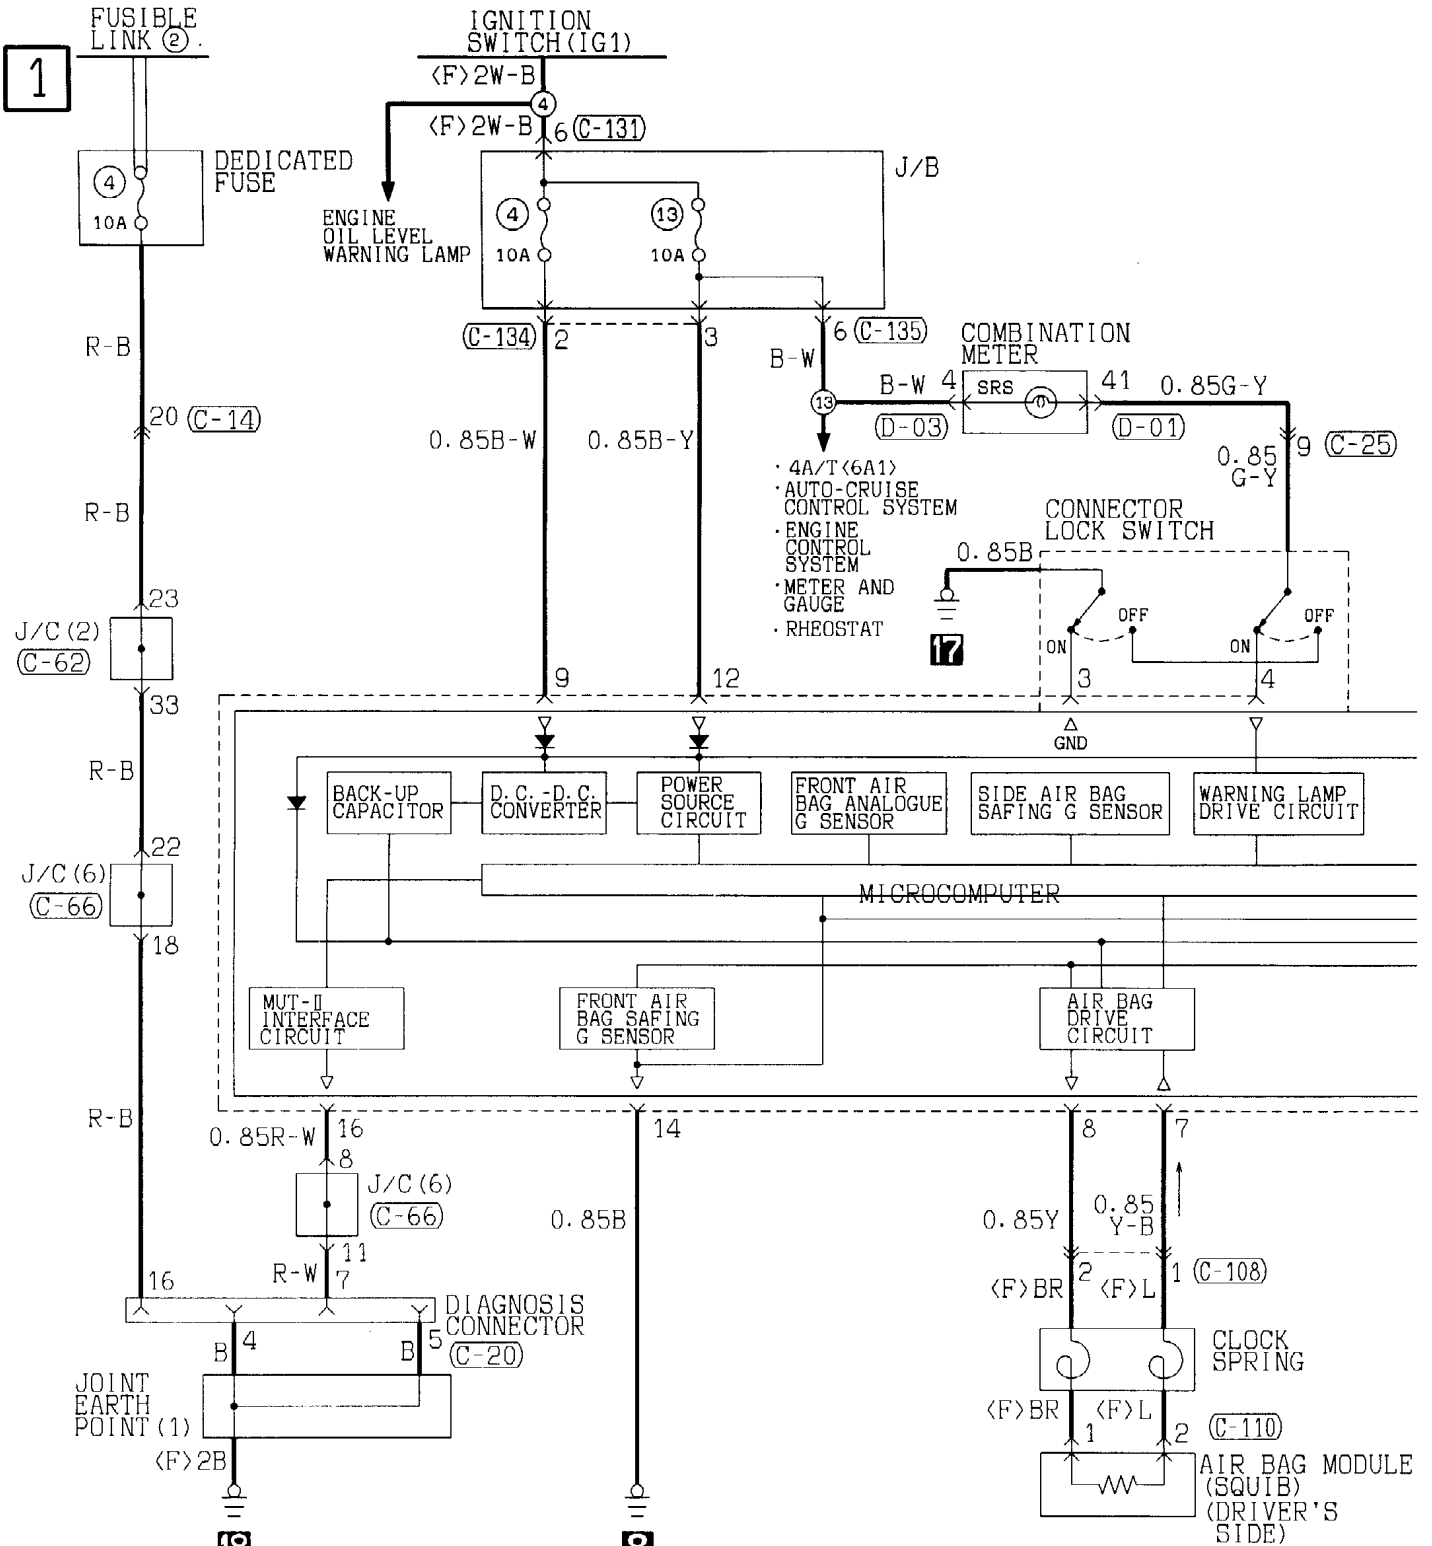 FUSIBLE
LINK ②
1
IGNITION
SWITCH(IG1)
<F>2W-B
4
<F>2W-B
6 (C-131)
J/B
DEDICATED
FUSE
4
10A
ENGINE
OIL LEVEL
WARNING LAMP
4
10A
13
10A
(C-134) 2
3
6 (C-135)
B-W
R-B
COMBINATION
METER
B-W 4
SRS
41 0.85G-Y
13
(D-03)
(D-01)
20 (C-14)
0.85B-W
0.85B-Y
9 (C-25)
0.85
G-Y
· 4A/T<6A1>
· AUTO-CRUISE
CONTROL SYSTEM
· ENGINE
CONTROL
SYSTEM
· METER AND
GAUGE
· RHEOSTAT
R-B
CONNECTOR
LOCK SWITCH
0.85B
17
ON
OFF
ON
OFF
23
J/C(2)
(C-62)
33
9
12
3
4
GND
R-B
BACK-UP
CAPACITOR
D.C.-D.C.
CONVERTER
POWER
SOURCE
CIRCUIT
FRONT AIR
BAG ANALOGUE
G SENSOR
SIDE AIR BAG
SAFING G SENSOR
WARNING LAMP
DRIVE CIRCUIT
22
J/C(6)
(C-66)
18
MICROCOMPUTER
MUT-II
INTERFACE
CIRCUIT
FRONT AIR
BAG SAFING
G SENSOR
AIR BAG
DRIVE
CIRCUIT
R-B
0.85R-W
16
14
8
7
8
J/C(6)
(C-66)
11
0.85B
0.85Y
0.85
Y-B
R-W
7
2
1 (C-108)
<F>BR
<F>L
16
DIAGNOSIS
CONNECTOR
(C-20)
B
4
B
5
CLOCK
SPRING
JOINT
EARTH
POINT(1)
<F>BR
<F>L
1
2
(C-110)
<F>2B
AIR BAG MODULE
(SQUIB)
(DRIVER'S
SIDE)